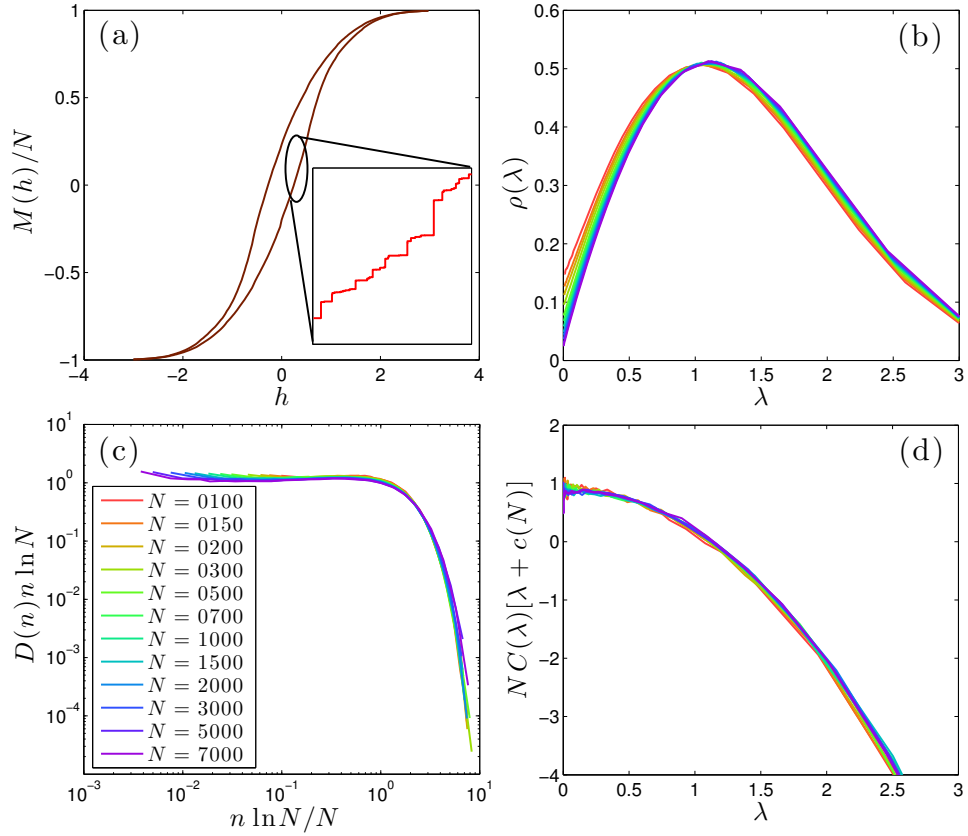 (a)
M(h)/N
1
0.5
0
−0.5
−1
−4 −2 0 2 4
h
(b)
ρ(λ)
0.6
0.5
0.4
0.3
0.2
0.1
0
0 0.5 1 1.5 2 2.5 3
λ
(c)
D(n)n ln N
10^1
10^0
10^−1
10^−2
10^−3
10^−4
N = 0100
N = 0150
N = 0200
N = 0300
N = 0500
N = 0700
N = 1000
N = 1500
N = 2000
N = 3000
N = 5000
N = 7000
10^−3 10^−2 10^−1 10^0 10^1
n ln N/N
(d)
NC(λ)[λ + c(N)]
2
1
0
−1
−2
−3
−4
0 0.5 1 1.5 2 2.5 3
λ